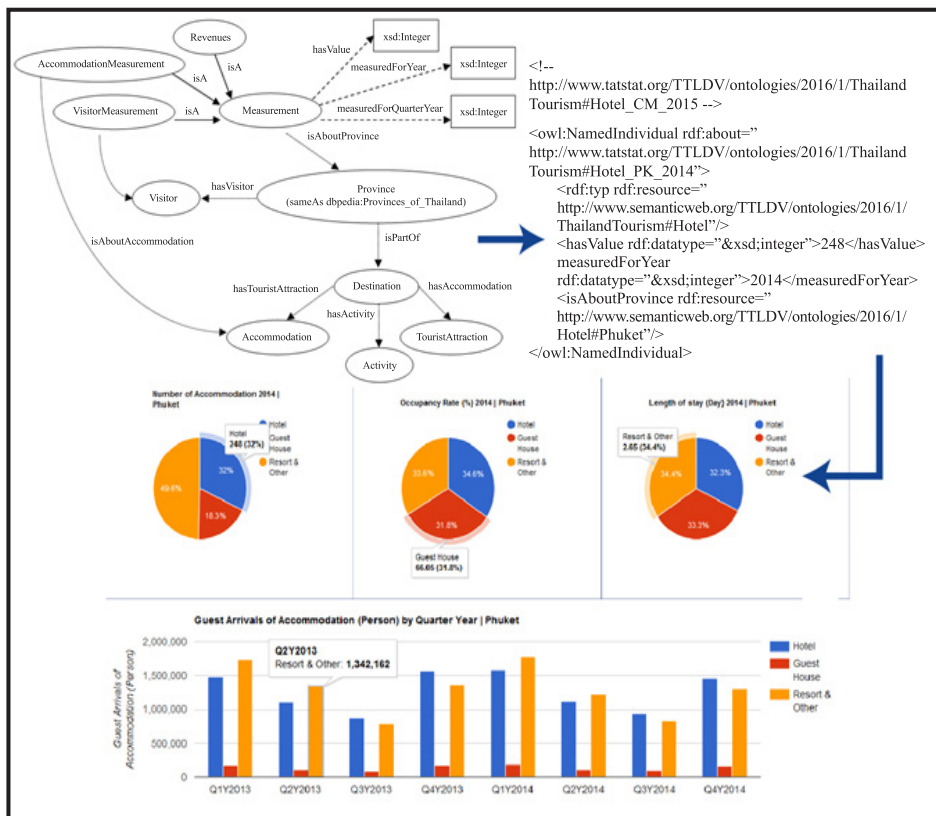 Revenues
AccommodationMeasurement
isA
isA
VisitorMeasurement
isA
Measurement
hasValue
xsd:Integer
measuredForYear
xsd:Integer
measuredForQuarterYear
xsd:Integer
isAboutProvince
Visitor
hasVisitor
Province
(sameAs dbpedia:Provinces_of_Thailand)
isAboutAccommodation
isPartOf
hasTouristAttraction
Destination
hasAccommodation
hasActivity
Accommodation
TouristAttraction
Activity
<!--
http://www.tatstat.org/TTLDV/ontologies/2016/1/Thailand
Tourism#Hotel_CM_2015 -->
<owl:NamedIndividual rdf:about=”
http://www.tatstat.org/TTLDV/ontologies/2016/1/Thailand
Tourism#Hotel_PK_2014”>
<rdf:typ rdf:resource=”
http://www.semanticweb.org/TTLDV/ontologies/2016/1/
ThailandTourism#Hotel”/>
<hasValue rdf:datatype=”&xsd;integer”>248</hasValue>
measuredForYear
rdf:datatype=”&xsd;integer”>2014</measuredForYear>
<isAboutProvince rdf:resource=”
http://www.semanticweb.org/TTLDV/ontologies/2016/1/
Hotel#Phuket”/>
</owl:NamedIndividual>
Number of Accommodation 2014 |
Phuket
Hotel
Guest
House
Resort &
Other
Hotel
248 (32%)
32%
49.6%
18.3%
Occupancy Rate (%) 2014 | Phuket
Hotel
Guest
House
Resort &
Other
33.6%
34.6%
31.8%
Guest House
66.05 (31.8%)
Length of stay (Day) 2014 | Phuket
Hotel
Guest
House
Resort &
Other
Resort & Other
2.65 (34.4%)
34.4%
32.3%
33.3%
Guest Arrivals of Accommodation (Person) by Quarter Year | Phuket
Guest Arrivals of
Accommodation (Person)
2,000,000
1,500,000
1,000,000
500,000
0
Q2Y2013
Resort & Other: 1,342,162
Hotel
Guest
House
Resort &
Other
Q1Y2013
Q2Y2013
Q3Y2013
Q4Y2013
Q1Y2014
Q2Y2014
Q3Y2014
Q4Y2014